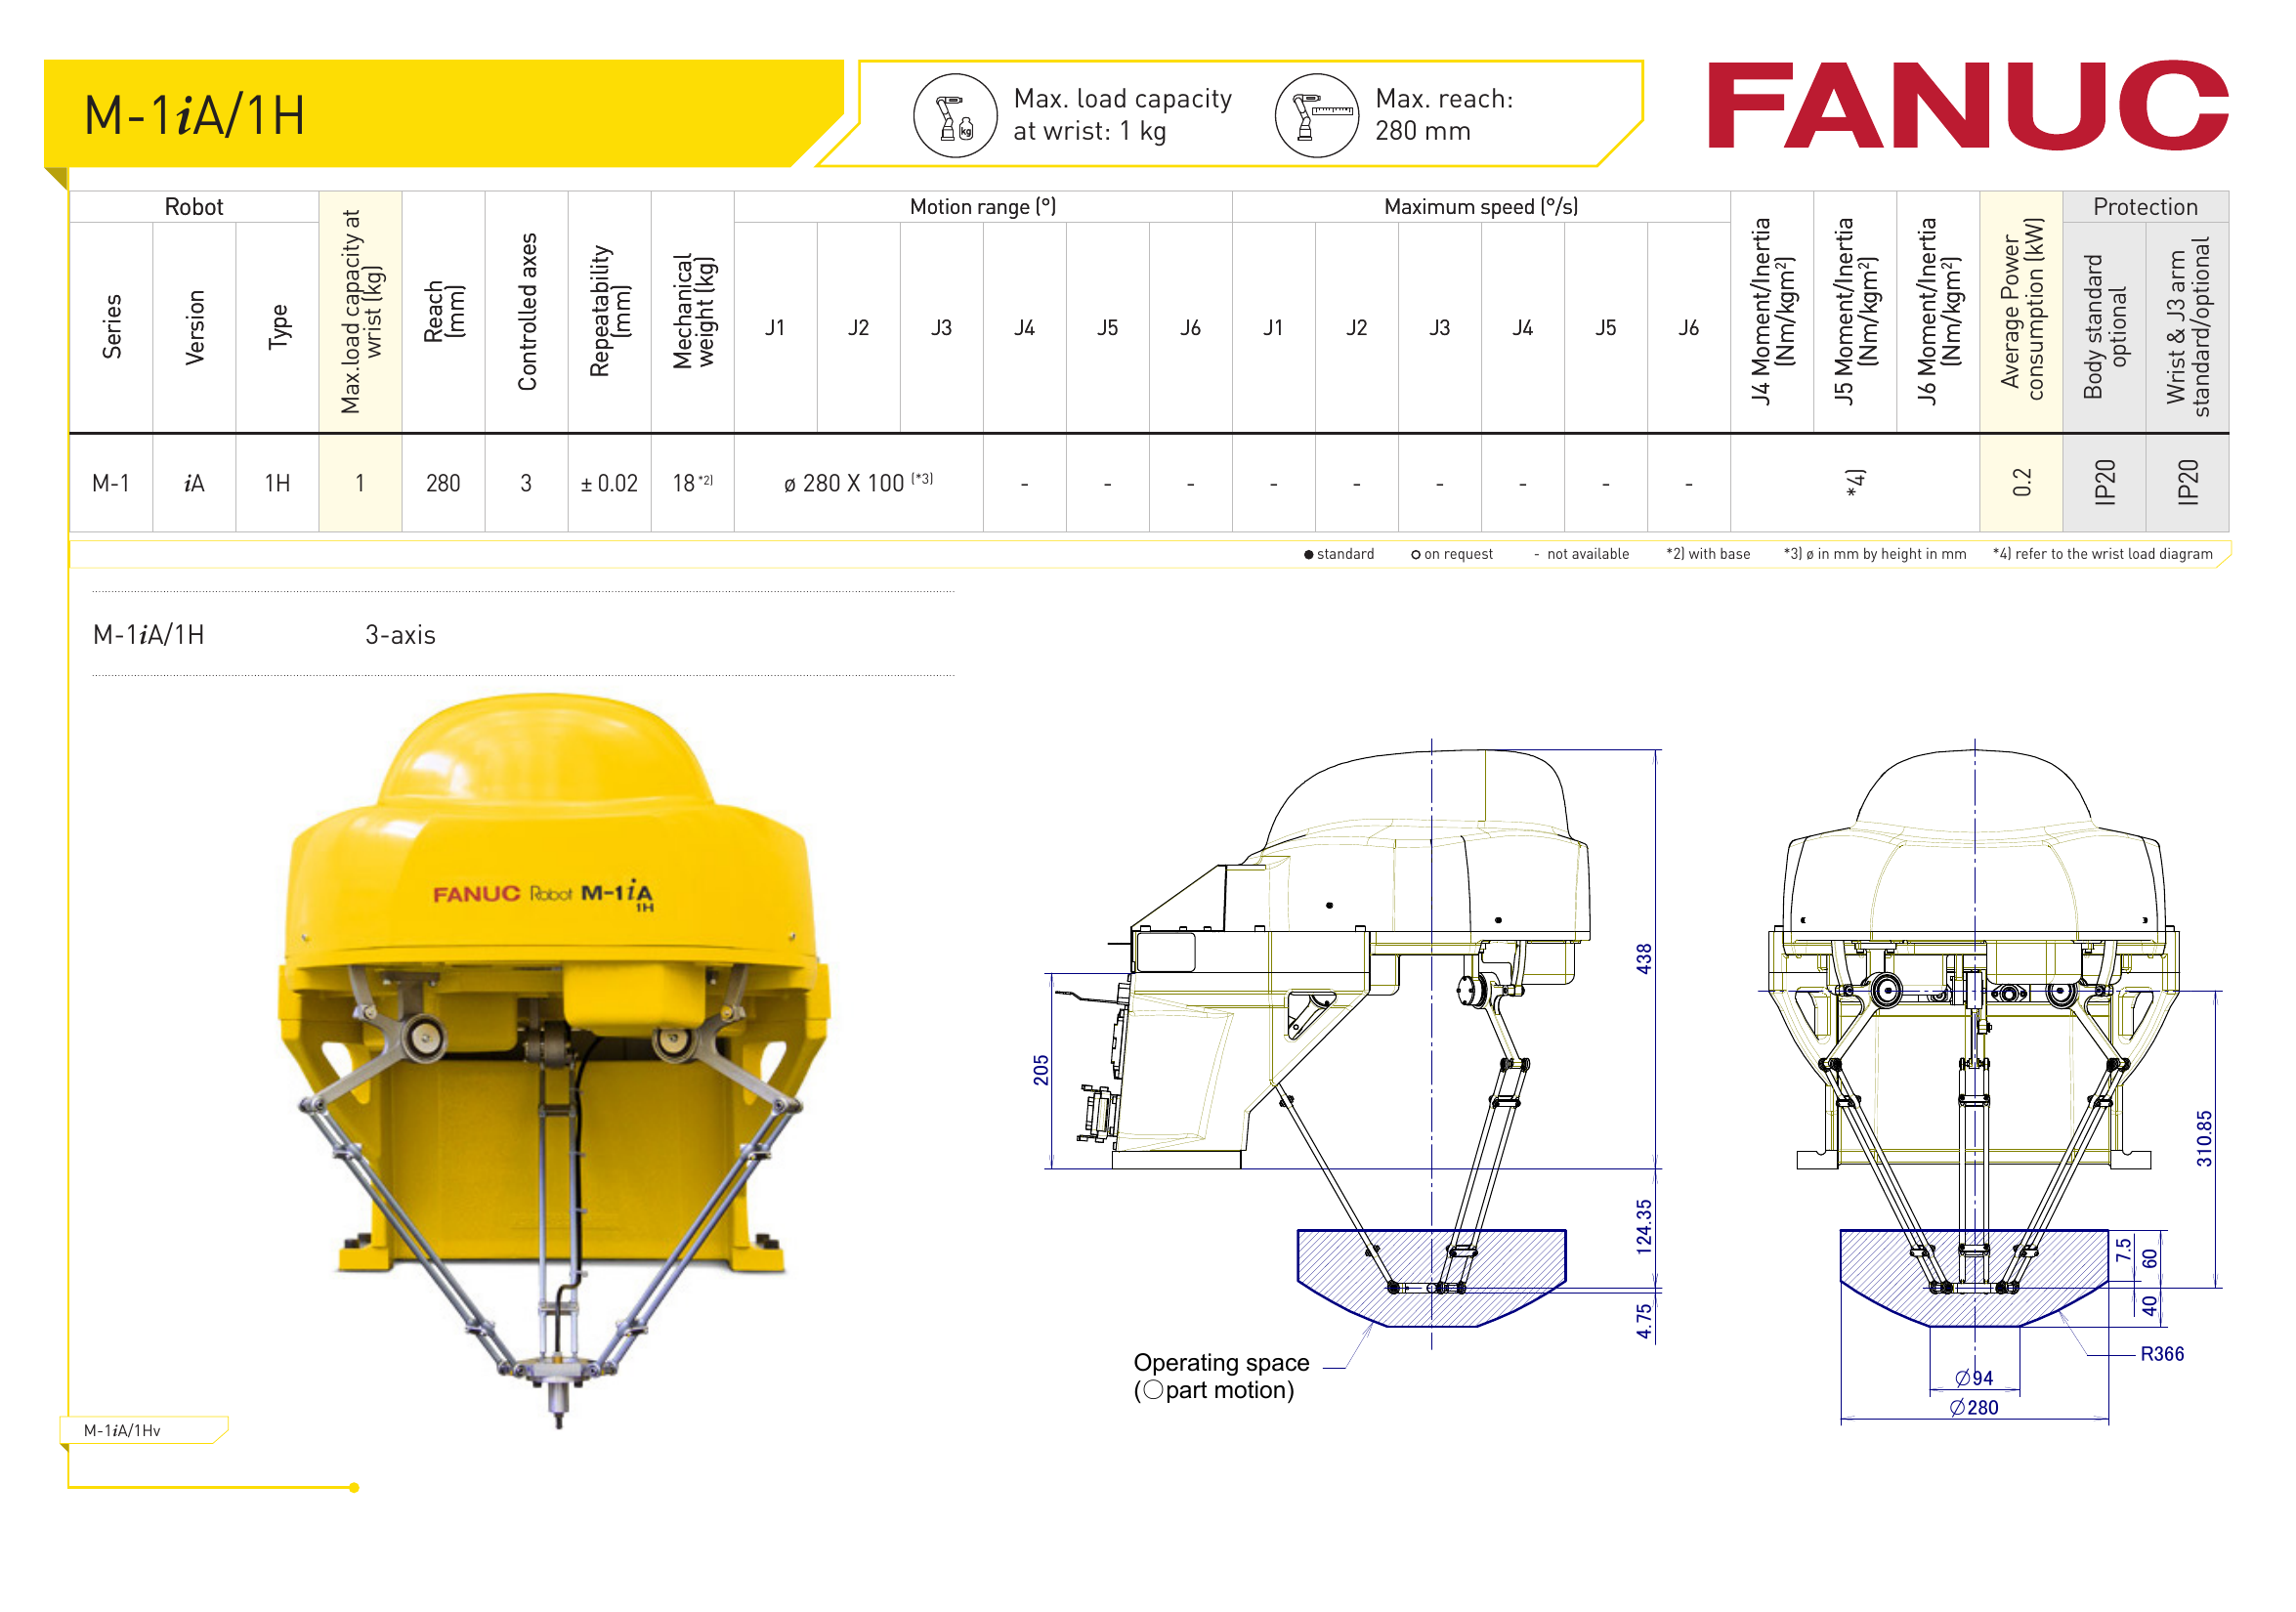 M-1iA/1H
Max. load capacity
at wrist: 1 kg
Max. reach:
280 mm
FANUC
Robot
Series
Version
Type
Max.load capacity at
wrist (kg)
Reach
(mm)
Controlled axes
Repeatability
(mm)
Mechanical
weight (kg)
Motion range (°)
J1 J2 J3 J4 J5 J6
Maximum speed (°/s)
J1 J2 J3 J4 J5 J6
J4 Moment/Inertia
(Nm/kgm²)
J5 Moment/Inertia
(Nm/kgm²)
J6 Moment/Inertia
(Nm/kgm²)
Average Power
consumption (kW)
Protection
Body standard
optional
Wrist & J3 arm
standard/optional
M-1 iA 1H 1 280 3 ± 0.02 18 *2) ø 280 X 100 (*3) - - - - - - - - - *4) 0.2 IP20 IP20
● standard ○ on request - not available *2) with base *3) ø in mm by height in mm *4) refer to the wrist load diagram
M-1iA/1H 3-axis
FANUC Robot M-1iA
1H
438
205
124.35
4.75
Operating space
(○part motion)
310.85
7.5
60
40
R366
∅94
∅280
M-1iA/1Hv